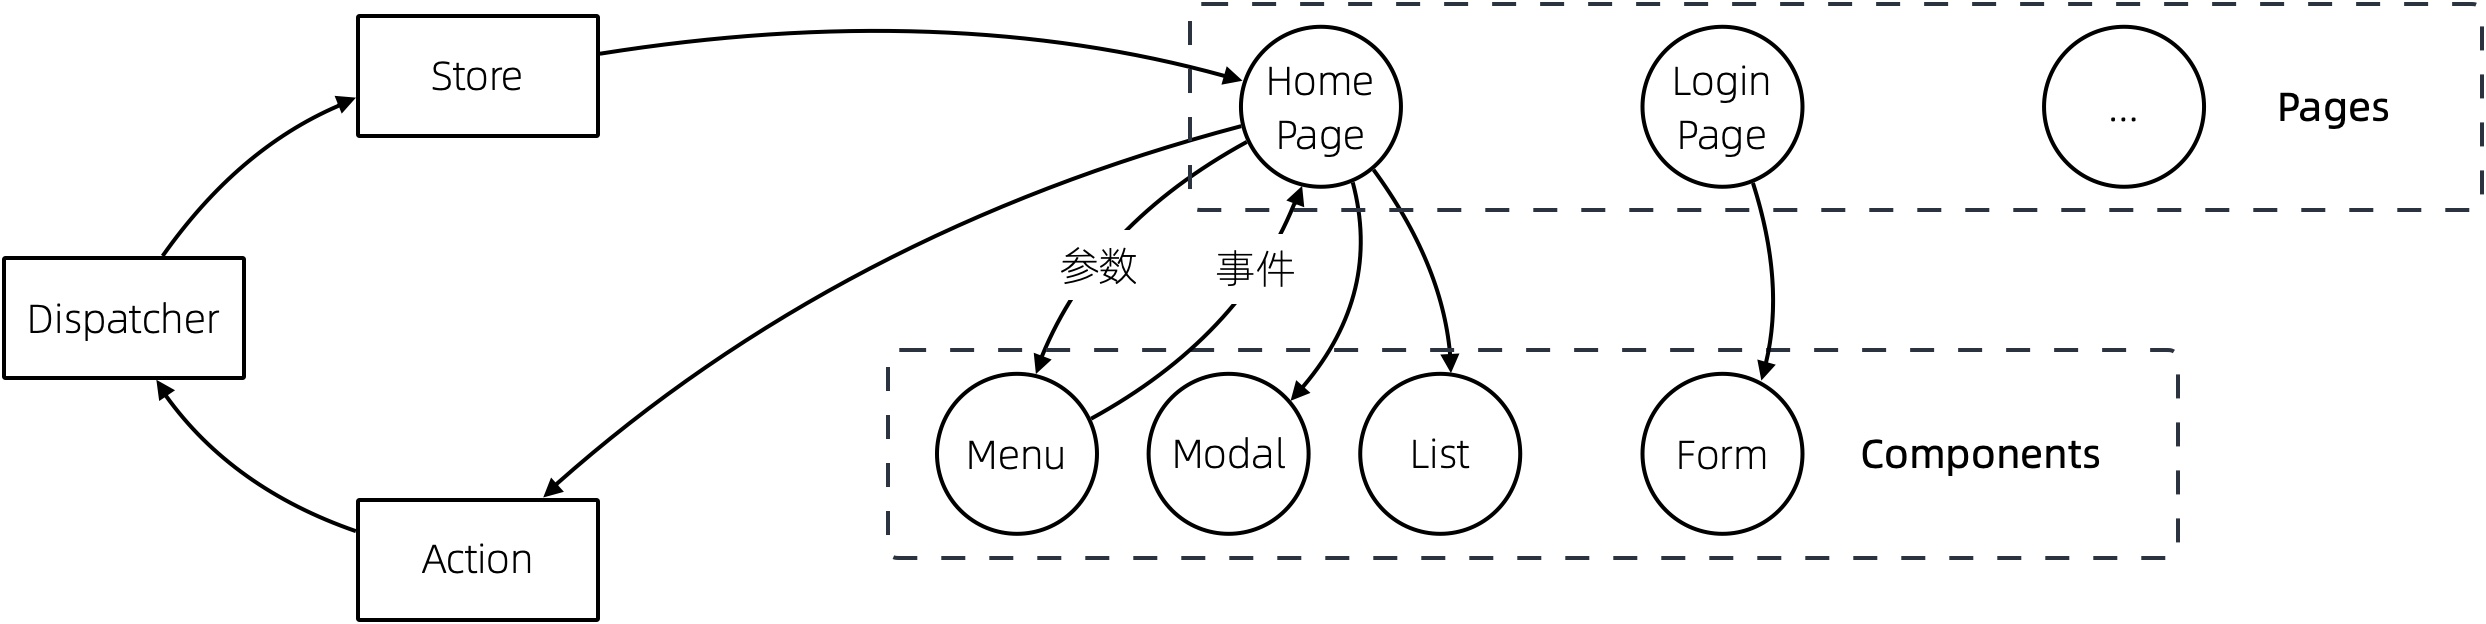 Store
Home
Page
Login
Page
...
Pages
参数
事件
Dispatcher
Menu
Modal
List
Form
Components
Action